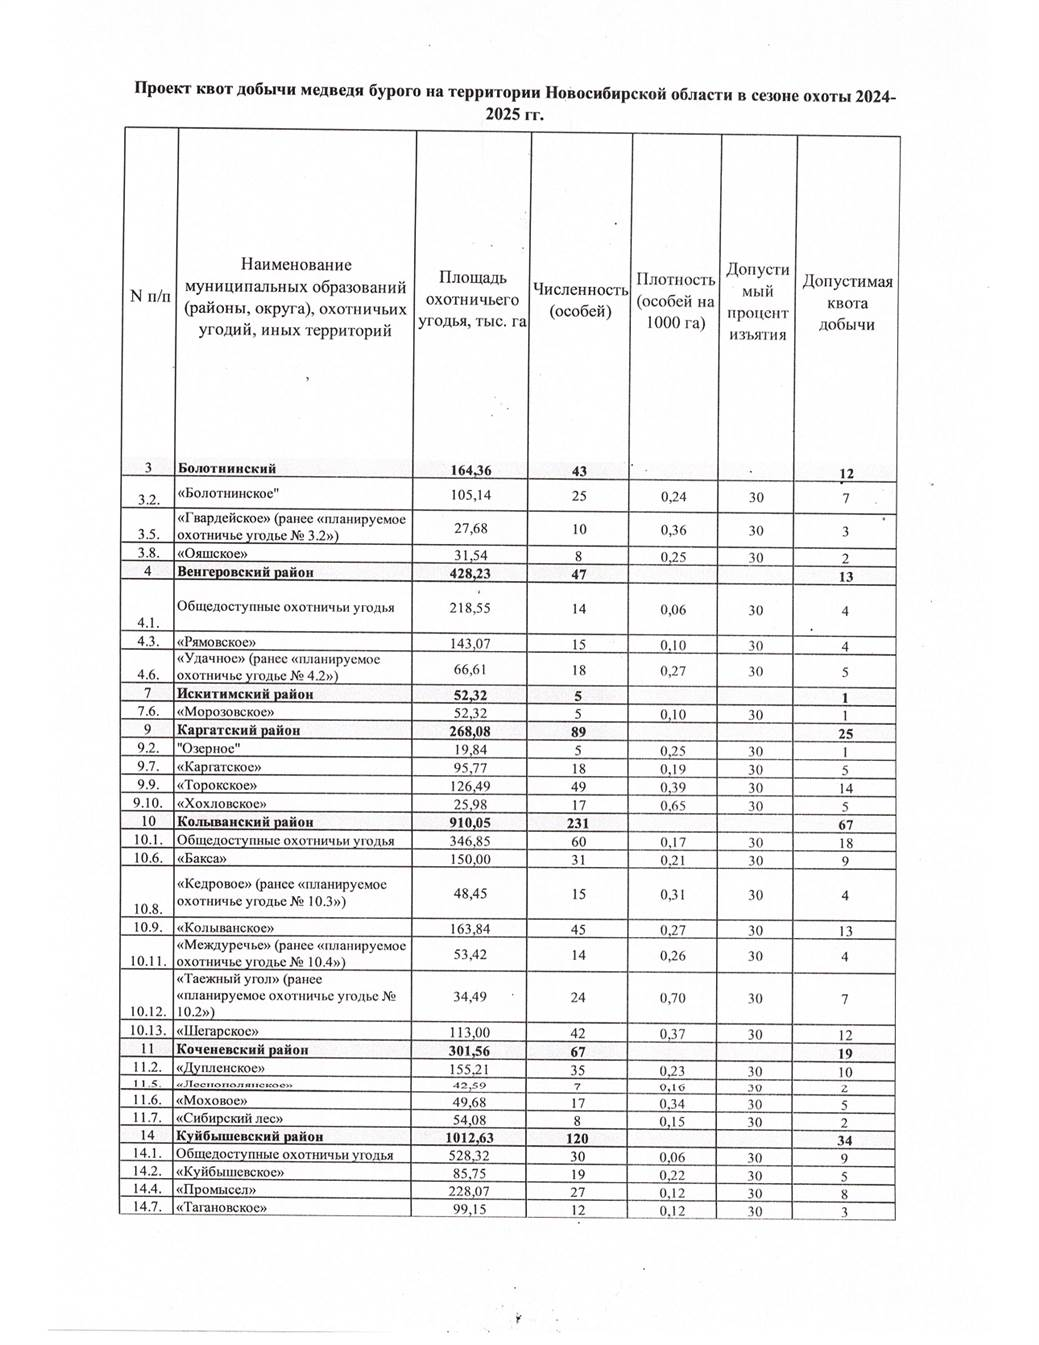 Проект квот добычи медведя бурого на территории Новосибирской области в сезоне охоты 2024-
2025 гг.
N п/п Наименование муниципальных образований (районы, округа), охотничьих угодий, иных территорий Площадь охотничьего угодья, тыс. га Численность (особей) Плотность (особей на 1000 га) Допусти мый процент изъятия Допустимая квота добычи
3 Болотнинский 164,36 43 12
3.2. «Болотнинское" 105,14 25 0,24 30 7
«Гвардейское» (ранее «планируемое
3.5. охотничье угодье № 3.2») 27,68 10 0,36 30 3
3.8. «Ояшское» 31,54 8 0,25 30 2
4 Венгеровский район 428,23 47 13
4.1. Общедоступные охотничьи угодья 218,55 14 0,06 30 4
4.3. «Рямовское» 143,07 15 0,10 30 4
«Удачное» (ранее «планируемое
4.6. охотничье угодье № 4.2») 66,61 18 0,27 30 5
7 Искитимский район 52,32 5 1
7.6. «Морозовское» 52,32 5 0,10 30 1
9 Каргатский район 268,08 89 25
9.2. "Озерное" 19,84 5 0,25 30 1
9.7. «Каргатское» 95,77 18 0,19 30 5
9.9. «Торокское» 126,49 49 0,39 30 14
9.10. «Хохловское» 25,98 17 0,65 30 5
10 Колыванский район 910,05 231 67
10.1. Общедоступные охотничьи угодья 346,85 60 0,17 30 18
10.6. «Бакса» 150,00 31 0,21 30 9
«Кедровое» (ранее «планируемое
10.8. охотничье угодье № 10.3») 48,45 15 0,31 30 4
10.9. «Колыванское» 163,84 45 0,27 30 13
«Междуречье» (ранее «планируемое
10.11. охотничье угодье № 10.4») 53,42 14 0,26 30 4
«Таежный угол» (ранее
«планируемое охотничье угодье № 34,49 24 0,70 30 7
10.12. 10.2»)
10.13. «Шегарское» 113,00 42 0,37 30 12
11 Коченевский район 301,56 67 19
11.2. «Дупленское» 155,21 35 0,23 30 10
11.5. «Леснополянское» 42,59 7 0,16 30 2
11.6. «Моховое» 49,68 17 0,34 30 5
11.7. «Сибирский лес» 54,08 8 0,15 30 2
14 Куйбышевский район 1012,63 120 34
14.1. Общедоступные охотничьи угодья 528,32 30 0,06 30 9
14.2. «Куйбышевское» 85,75 19 0,22 30 5
14.4. «Промысел» 228,07 27 0,12 30 8
14.7. «Тагановское» 99,15 12 0,12 30 3